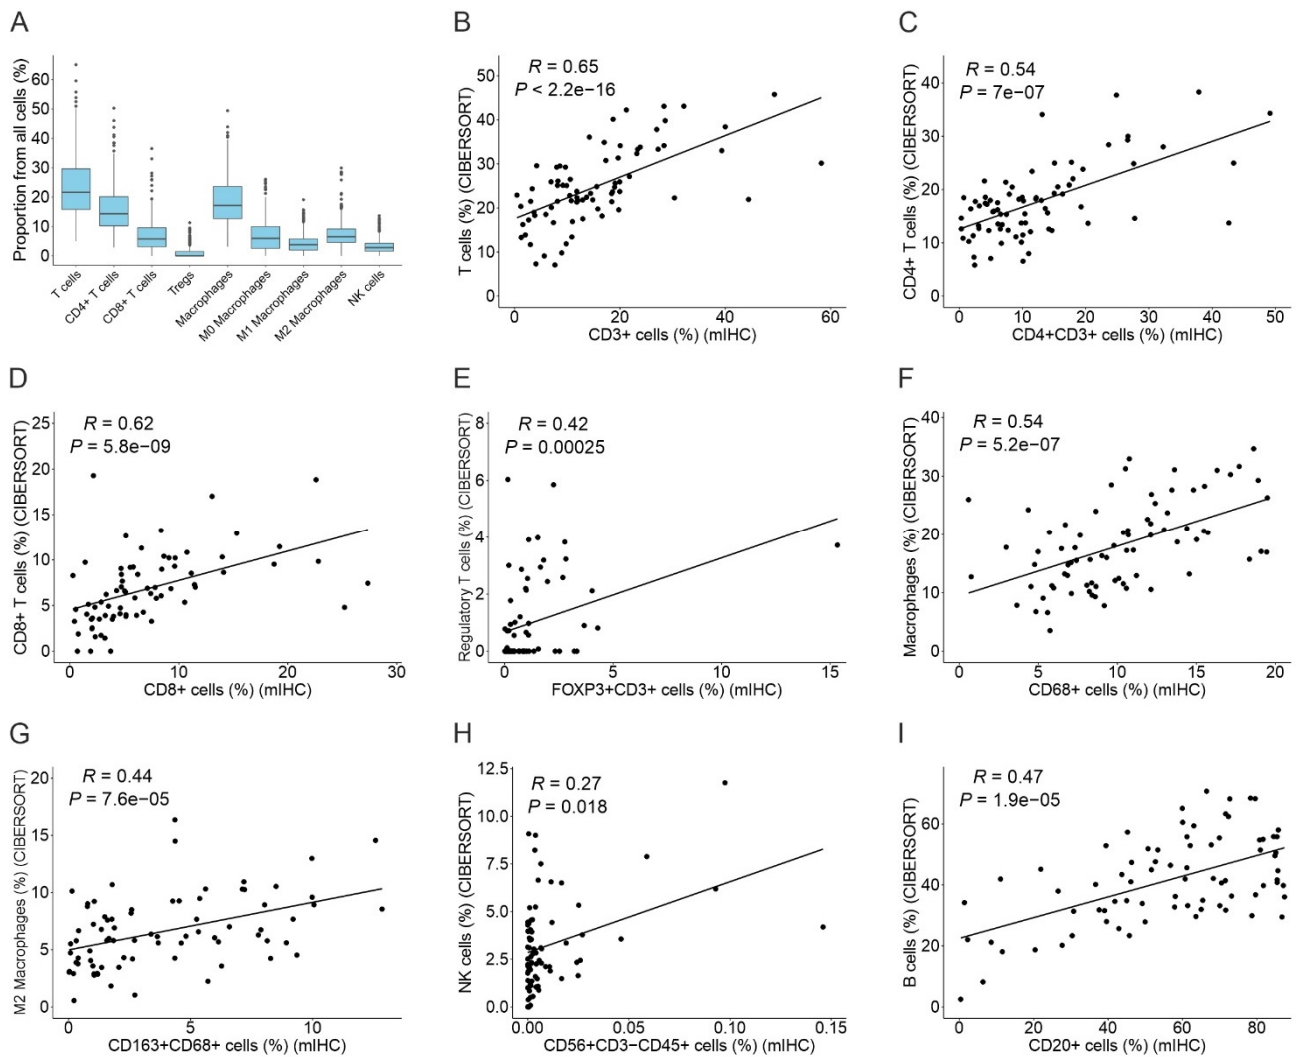 A
Proportion from all cells (%)
60
50
40
30
20
10
0
T cells
CD4+ T cells
CD8+ T cells
Tregs
Macrophages
M0 Macrophages
M1 Macrophages
M2 Macrophages
NK cells
B
R = 0.65
P < 2.2e−16
T cells (%) (CIBERSORT)
50
40
30
20
10
0
0 20 40 60
CD3+ cells (%) (mIHC)
C
R = 0.54
P = 7e−07
CD4+ T cells (%) (CIBERSORT)
40
30
20
10
0
0 10 20 30 40 50
CD4+CD3+ cells (%) (mIHC)
D
R = 0.62
P = 5.8e−09
CD8+ T cells (%) (CIBERSORT)
25
20
15
10
5
0
0 10 20 30
CD8+ cells (%) (mIHC)
E
R = 0.42
P = 0.00025
Regulatory T cells (%) (CIBERSORT)
8
6
4
2
0
0 5 10 15
FOXP3+CD3+ cells (%) (mIHC)
F
R = 0.54
P = 5.2e−07
Macrophages (%) (CIBERSORT)
40
30
20
10
0
0 5 10 15 20
CD68+ cells (%) (mIHC)
G
R = 0.44
P = 7.6e−05
M2 Macrophages (%) (CIBERSORT)
20
15
10
5
0
0 5 10
CD163+CD68+ cells (%) (mIHC)
H
R = 0.27
P = 0.018
NK cells (%) (CIBERSORT)
12.5
10.0
7.5
5.0
2.5
0.0
0.00 0.05 0.10 0.15
CD56+CD3−CD45+ cells (%) (mIHC)
I
R = 0.47
P = 1.9e−05
B cells (%) (CIBERSORT)
60
40
20
0
0 20 40 60 80
CD20+ cells (%) (mIHC)